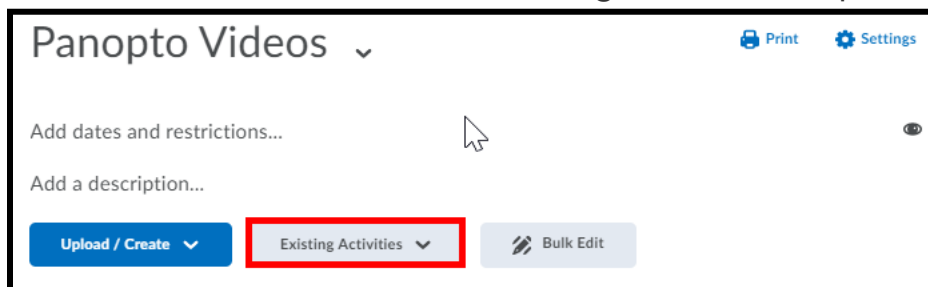 Panopto Videos
Print
Settings
Add dates and restrictions...
Add a description...
Upload / Create
Existing Activities
Bulk Edit